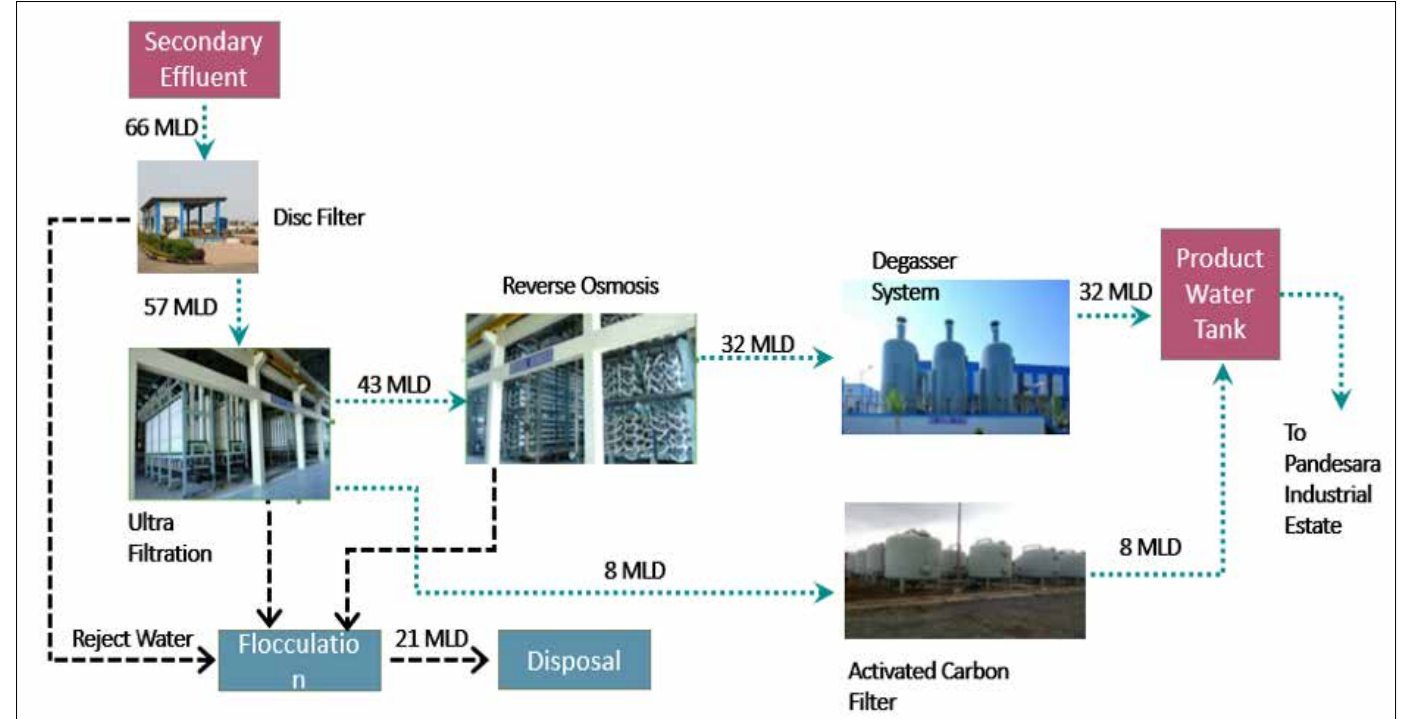 Secondary
Effluent
66 MLD
Disc Filter
57 MLD
Reverse Osmosis
Degasser
System
32 MLD
Product
Water
Tank
43 MLD
32 MLD
To
Pandesara
Industrial
Estate
Ultra
Filtration
8 MLD
8 MLD
Reject Water
Flocculatio
n
21 MLD
Disposal
Activated Carbon
Filter